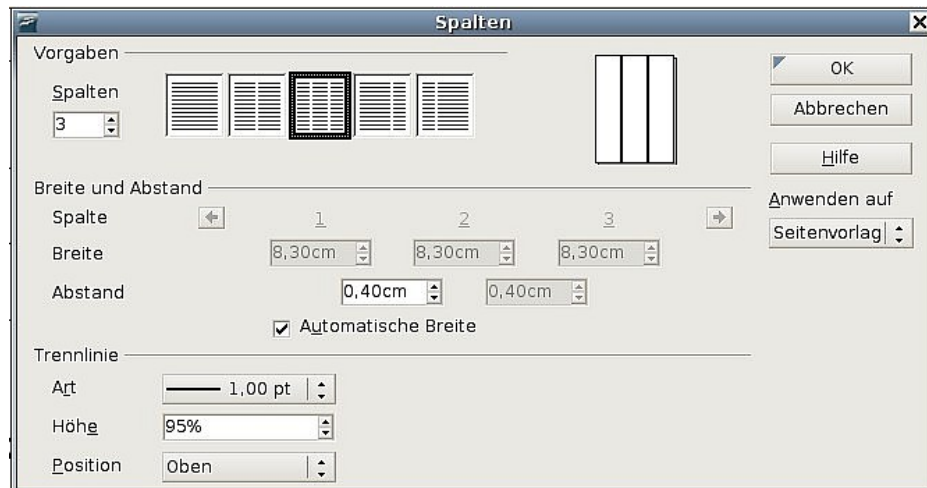 Spalten
Vorgaben
Spalten
3
OK
Abbrechen
Hilfe
Anwenden auf
Seitenvorlag
Breite und Abstand
Spalte 1 2 3
Breite 8,30cm 8,30cm 8,30cm
Abstand 0,40cm 0,40cm
Automatische Breite
Trennlinie
Art 1,00 pt
Höhe 95%
Position Oben